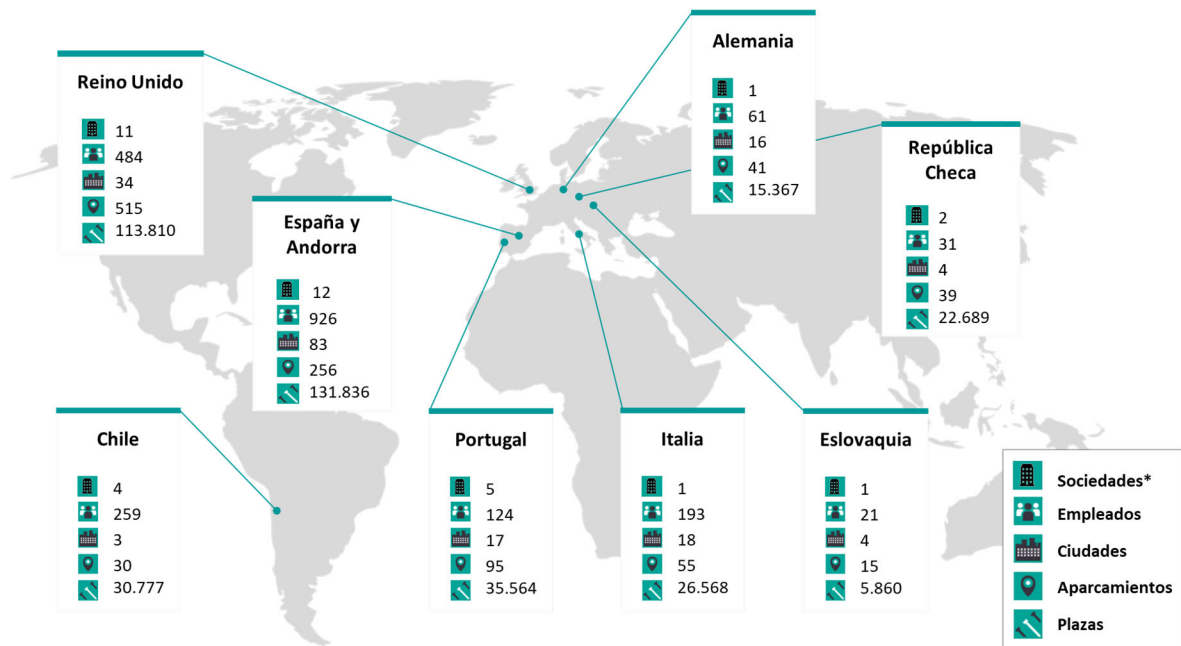 Reino Unido
11
484
34
515
113.810
España y
Andorra
12
926
83
256
131.836
Alemania
1
61
16
41
15.367
República
Checa
2
31
4
39
22.689
Chile
4
259
3
30
30.777
Portugal
5
124
17
95
35.564
Italia
1
193
18
55
26.568
Eslovaquia
1
21
4
15
5.860
Sociedades*
Empleados
Ciudades
Aparcamientos
Plazas